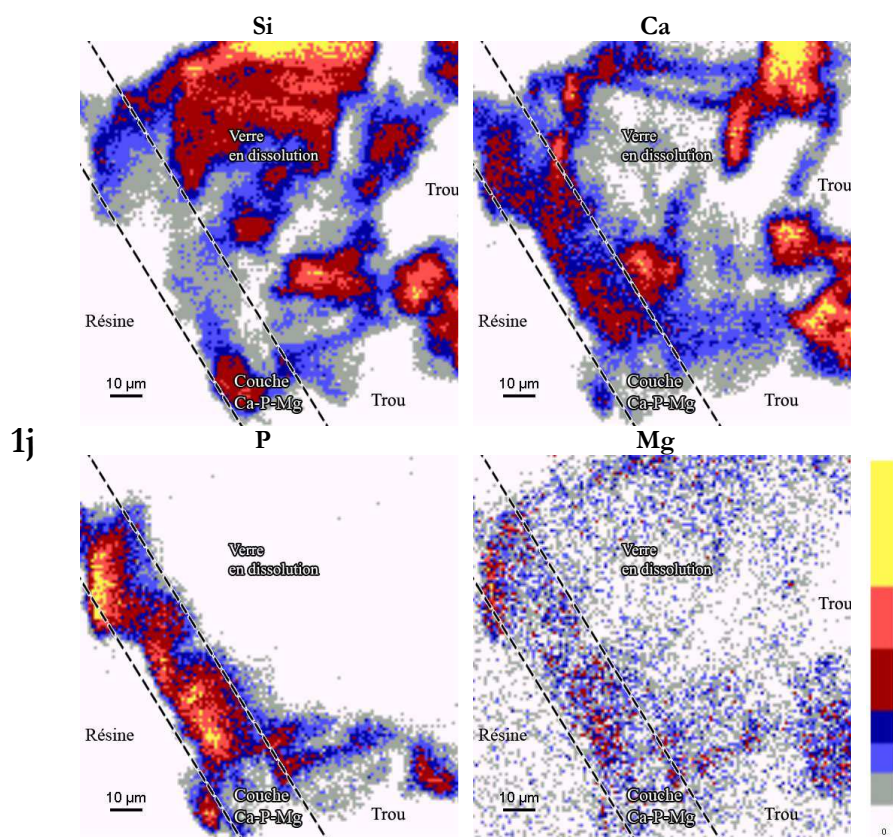 Si
Ca
Verre
en dissolution
Trou
Résine
10 µm
Couche
Ca-P-Mg
Trou
Verre
en dissolution
Trou
Résine
10 µm
Couche
Ca-P-Mg
Trou
1j
P
Mg
Verre
en dissolution
Résine
10 µm
Couche
Ca-P-Mg
Trou
Verre
en dissolution
Trou
Résine
10 µm
Couche
Ca-P-Mg
Trou
0